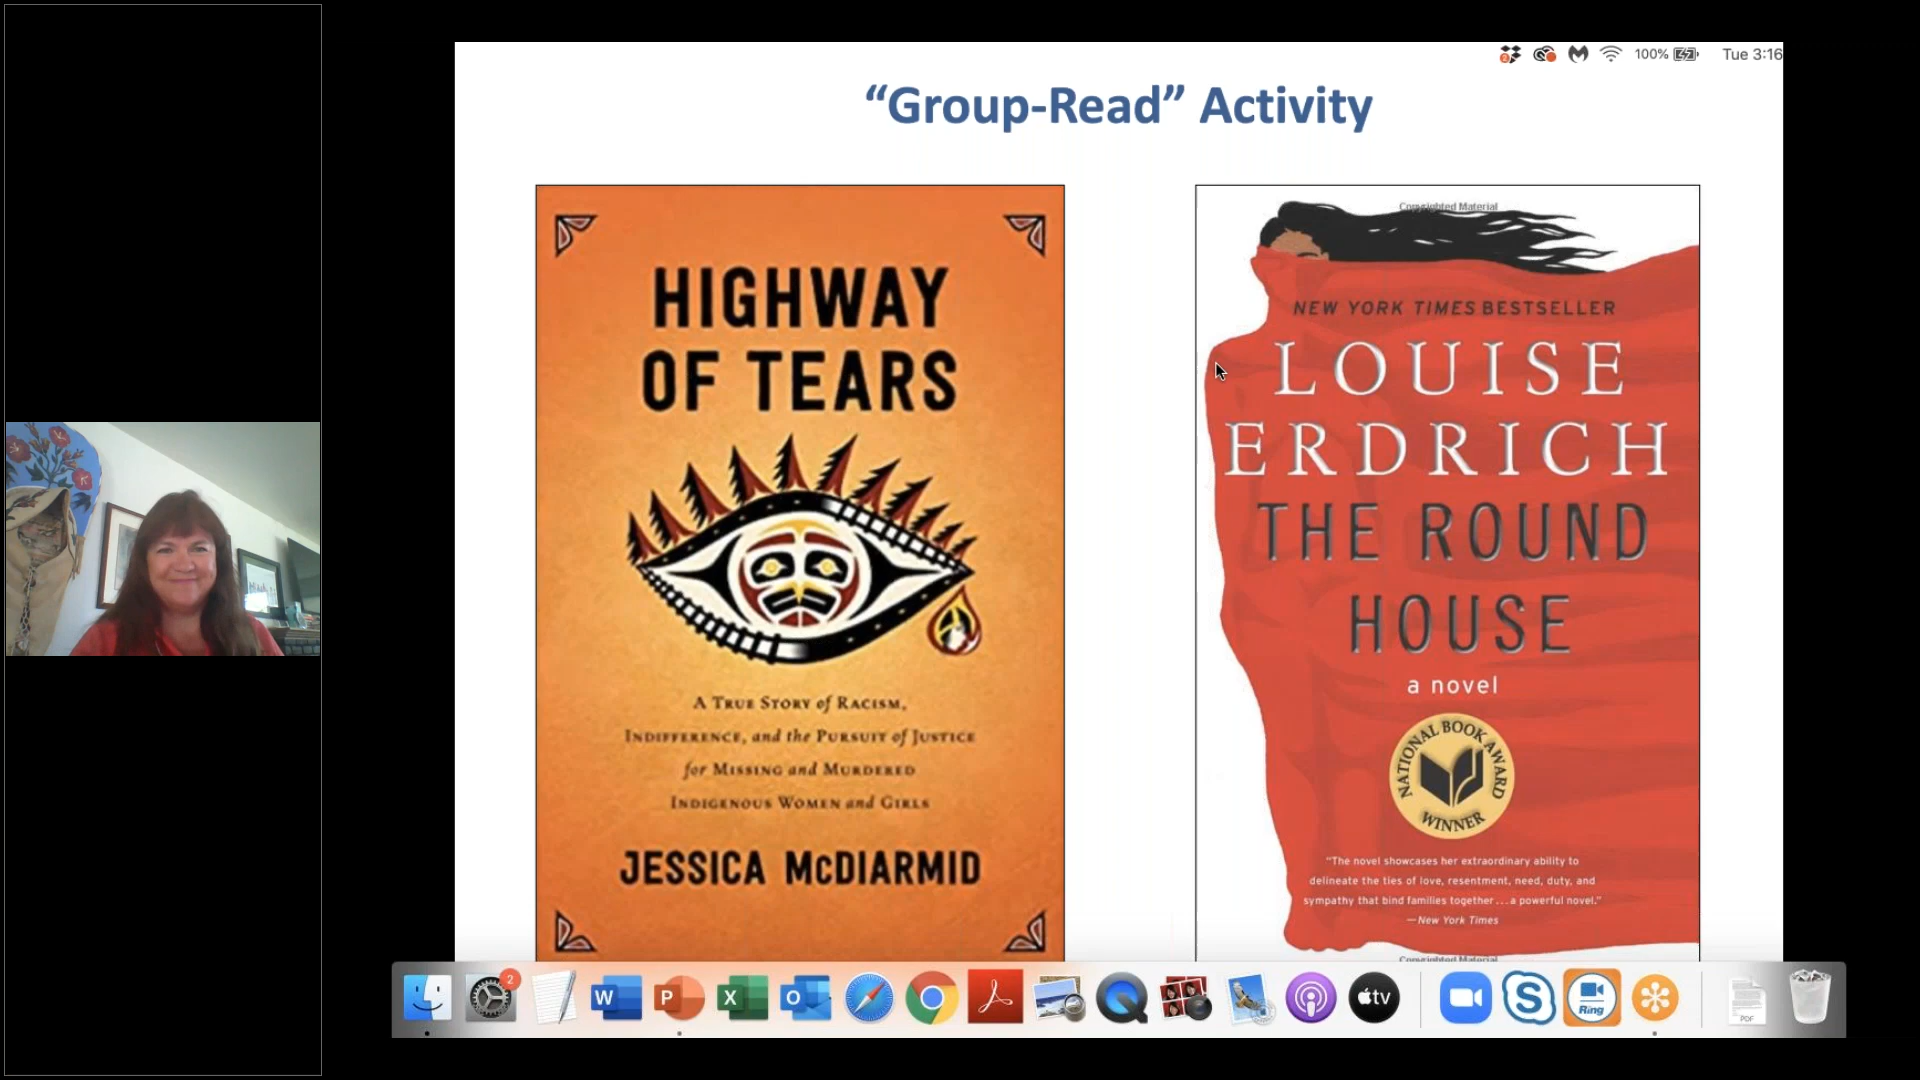 100%
Tue 3:16
“Group-Read” Activity
HIGHWAY
OF TEARS
A TRUE STORY of RACISM,
INDIFFERENCE, and the PURSUIT of JUSTICE
for MISSING and MURDERED
INDIGENOUS WOMEN and GIRLS
JESSICA McDIARMID
Copyrighted Material
NEW YORK TIMES BESTSELLER
LOUISE
ERDRICH
THE ROUND
HOUSE
a novel
NATIONAL BOOK AWARD
WINNER
“The novel showcases her extraordinary ability to
delineate the ties of love, resentment, need, duty, and
sympathy that bind families together...a powerful novel.”
—New York Times
Copyrighted Material
2
W
P
X
O
tv
S
Ring
PDF